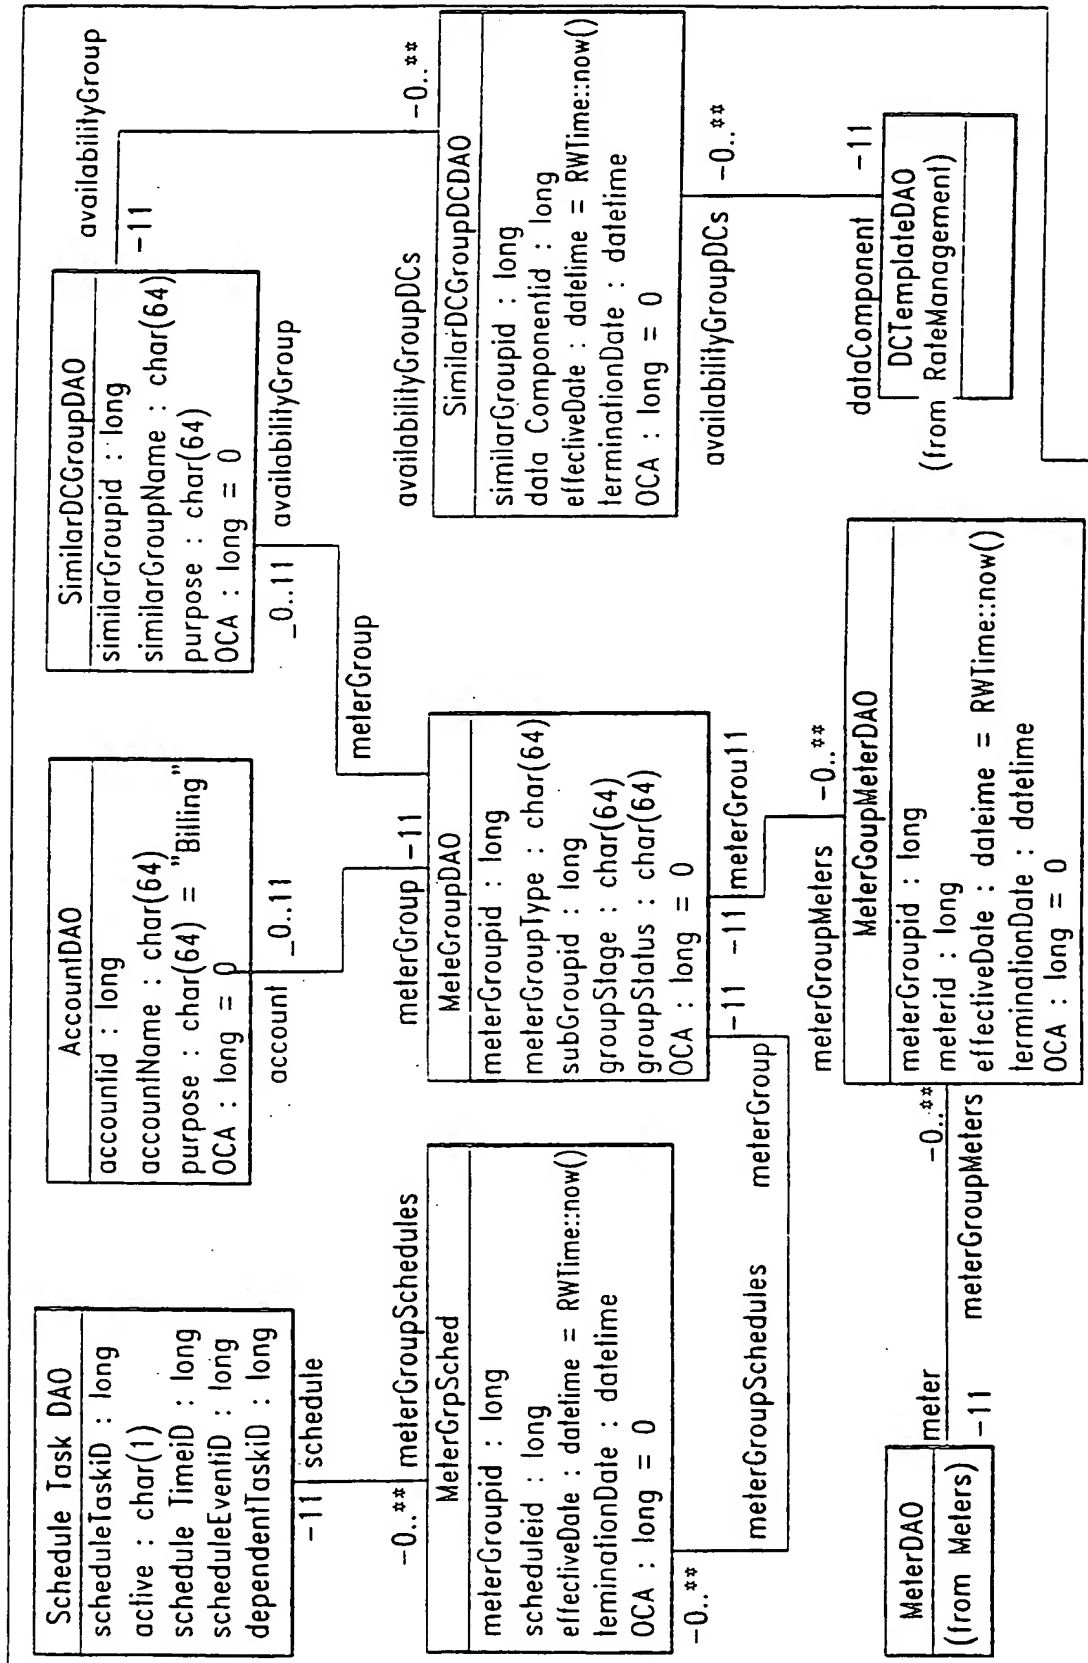 Schedule Task DAO
scheduleTaskiD : long
active : char(1)
schedule TimeiD : long
scheduleEventiD : long
dependentTaskiD : long
-11
schedule
-0..**
meterGroupSchedules
MeterGrpSched
meterGroupid : long
scheduleid : long
effectiveDate : datetime = RWTime::now()
teminationDate : datetime
OCA : long = 0
-0..**
meterGroupSchedules
meterGroup
-11
AccountDAO
accountid : long
accountName : char(64)
purpose : char(64) = "Billing"
OCA : long = 0
account
_0..11
meterGroup
-11
MeteGroupDAO
meterGroupid : long
meterGroupType : char(64)
subGroupid : long
groupStage : char(64)
groupStatus : char(64)
OCA : long = 0
-11
meterGrou11
meterGroupMeters
-0..**
SimilarDCGroupDAO
similarGroupid : long
similarGroupName : char(64)
purpose : char(64)
OCA : long = 0
_0..11
availabilityGroup
meterGroup
-11
availabilityGroup
availabilityGroupDCs
-0..**
SimilarDCGroupDCDAO
similarGroupid : long
data Componentid : long
effectiveDate : datetime = RWTime::now()
terminationDate : datetime
OCA : long = 0
availabilityGroupDCs
-0..**
dataComponent
-11
DCTemplateDAO
(from RateManagement)
MeterGoupMeterDAO
meterGroupid : long
meterid : long
effectiveDate : dateime = RWTime::now()
terminationDate : datetime
OCA : long = 0
-0..**
meterGroupMeters
meter
-11
MeterDAO
(from Meters)